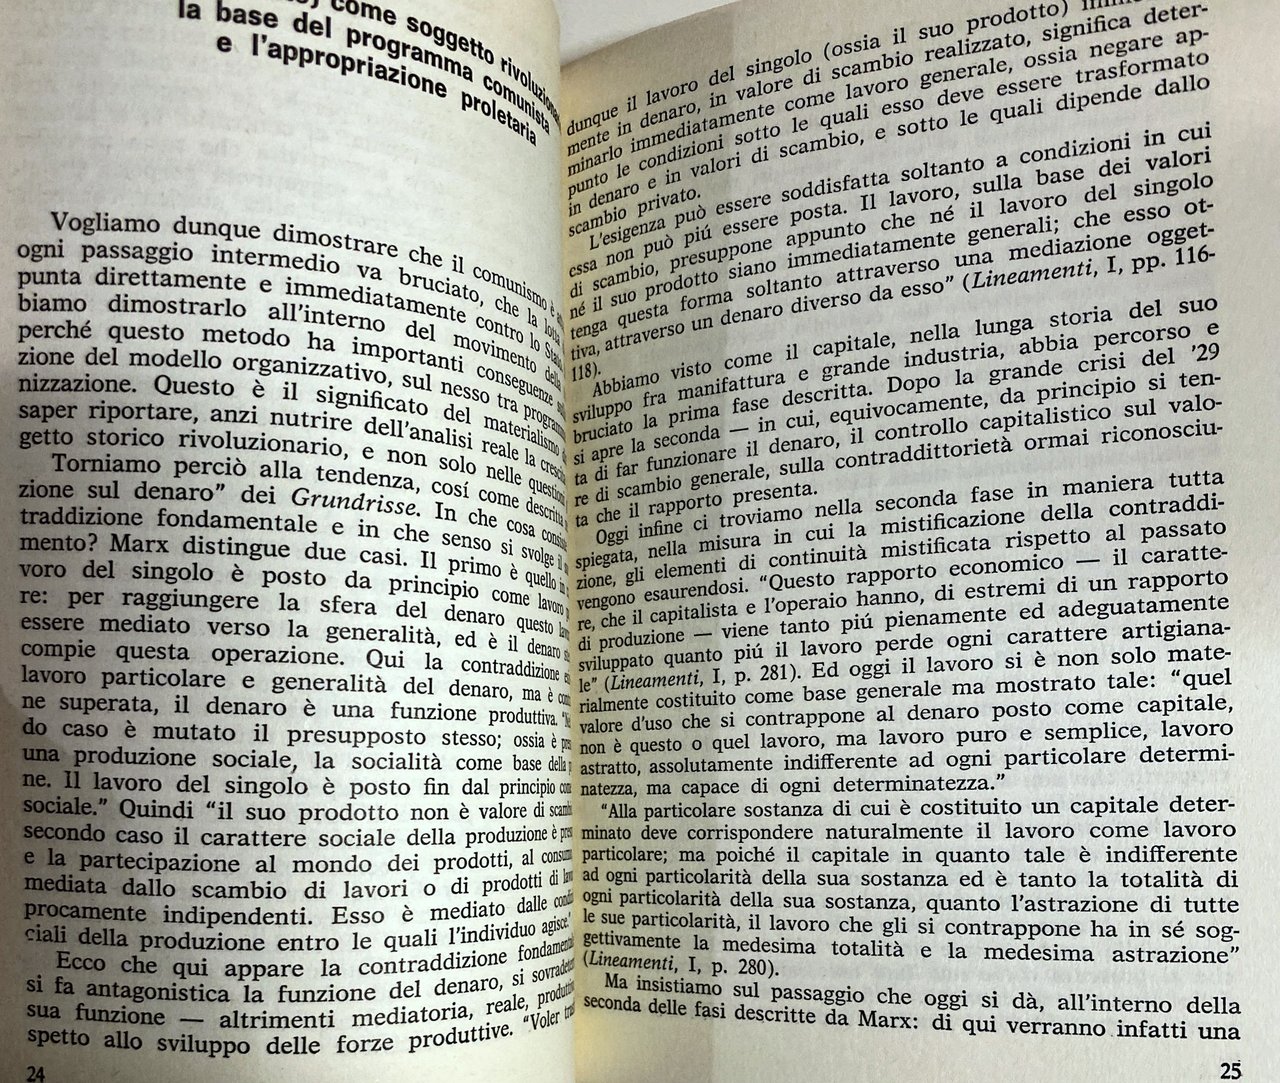 come soggetto rivoluzionario
la base del programma comunista
e l'appropriazione proletaria
Vogliamo dunque dimostrare che il comunismo è
ogni passaggio intermedio va bruciato, che la lotta
punta direttamente e immediatamente contro lo Stato.
biamo dimostrarlo all'interno del movimento della
perché questo metodo ha importanti conseguenze
zione del modello organizzativo, sul nesso tra programma
nizzazione. Questo è il significato del materialismo
saper riportare, anzi nutrire dell'analisi reale la crescita
getto storico rivoluzionario, e non solo nelle questioni
Torniamo perciò alla tendenza, cosí come descritta
zione sul denaro" dei Grundrisse. In che cosa consiste
traddizione fondamentale e in che senso si svolge il
mento? Marx distingue due casi. Il primo è quello in
voro del singolo è posto da principio come lavoro
re: per raggiungere la sfera del denaro questo
essere mediato verso la generalità, ed è il denaro
compie questa operazione. Qui la contraddizione
lavoro particolare e generalità del denaro, ma è
ne superata, il denaro è una funzione produttiva.
do caso è mutato il presupposto stesso; ossia è
una produzione sociale, la socialità come base della
ne. Il lavoro del singolo è posto fin dal principio
sociale." Quindi "il suo prodotto non è valore di
secondo caso il carattere sociale della produzione è
e la partecipazione al mondo dei prodotti, al
mediata dallo scambio di lavori o di prodotti di
procamente indipendenti. Esso è mediato dalle
ciali della produzione entro le quali l'individuo agisce."
Ecco che qui appare la contraddizione
si fa antagonistica la funzione del denaro, si
sua funzione — altrimenti mediatoria, reale,
spetto allo sviluppo delle forze produttive. "Voler
24
dunque il lavoro del singolo (ossia il suo prodotto)
mente in denaro, in valore di scambio realizzato, significa deter-
minarlo immediatamente come lavoro generale, ossia negare ap-
punto le condizioni sotto le quali esso deve essere trasformato
in denaro e in valori di scambio, e sotto le quali dipende dallo
scambio privato.
L'esigenza può essere soddisfatta soltanto a condizioni in cui
essa non può piú essere posta. Il lavoro, sulla base dei valori
di scambio, presuppone appunto che né il lavoro del singolo
né il suo prodotto siano immediatamente generali; che esso ot-
tenga questa forma soltanto attraverso una mediazione ogget-
tiva, attraverso un denaro diverso da esso" (Lineamenti, I, pp. 116-
118).
Abbiamo visto come il capitale, nella lunga storia del suo
sviluppo fra manifattura e grande industria, abbia percorso e
bruciato la prima fase descritta. Dopo la grande crisi del '29
si apre la seconda — in cui, equivocamente, da principio si ten-
ta di far funzionare il denaro, il controllo capitalistico sul valo-
re di scambio generale, sulla contraddittorietà ormai riconosciu-
ta che il rapporto presenta.
Oggi infine ci troviamo nella seconda fase in maniera tutta
spiegata, nella misura in cui la mistificazione della contraddi-
zione, gli elementi di continuità mistificata rispetto al passato
vengono esaurendosi. "Questo rapporto economico — il caratte-
re, che il capitalista e l'operaio hanno, di estremi di un rapporto
di produzione — viene tanto piú pienamente ed adeguatamente
sviluppato quanto piú il lavoro perde ogni carattere artigiana-
le" (Lineamenti, I, p. 281). Ed oggi il lavoro si è non solo mate-
rialmente costituito come base generale ma mostrato tale: "quel
valore d'uso che si contrappone al denaro posto come capitale,
non è questo o quel lavoro, ma lavoro puro e semplice, lavoro
astratto, assolutamente indifferente ad ogni particolare determi-
natezza, ma capace di ogni determinatezza."
"Alla particolare sostanza di cui è costituito un capitale deter-
minato deve corrispondere naturalmente il lavoro come lavoro
particolare; ma poiché il capitale in quanto tale è indifferente
ad ogni particolarità della sua sostanza ed è tanto la totalità di
ogni particolarità della sua sostanza, quanto l'astrazione di tutte
le sue particolarità, il lavoro che gli si contrappone ha in sé sog-
gettivamente la medesima totalità e la medesima astrazione"
(Lineamenti, I, p. 280).
Ma insistiamo sul passaggio che oggi si dà, all'interno della
seconda delle fasi descritte da Marx: di qui verranno infatti una
25